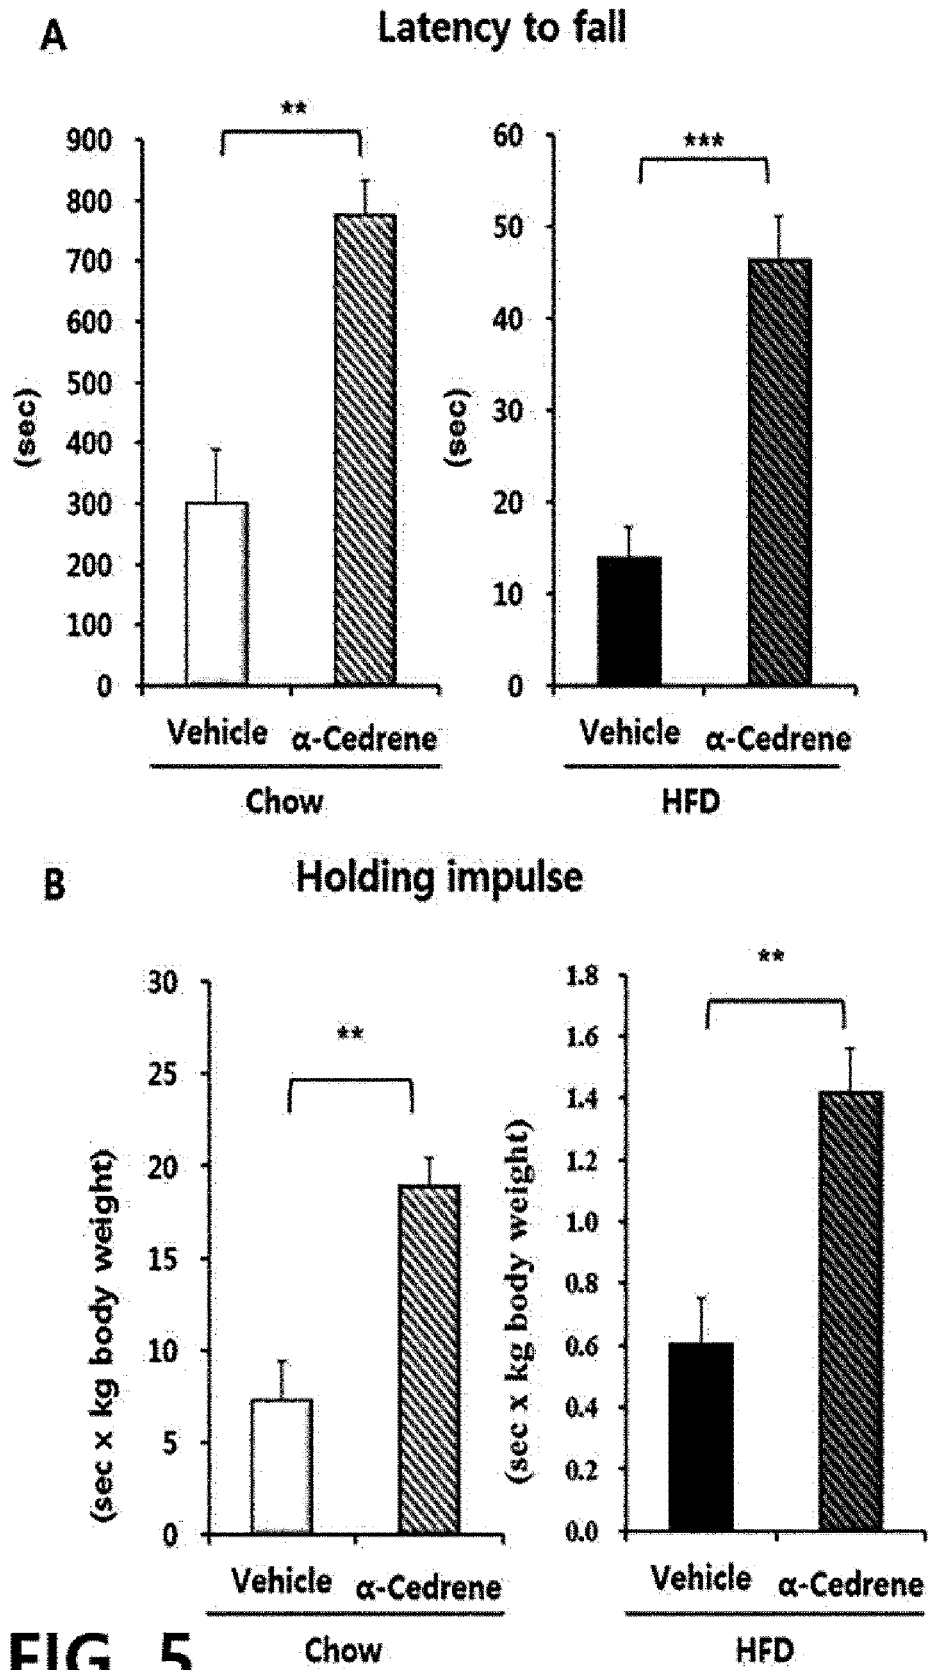 A
Latency to fall
**
900
800
700
600
500
400
300
200
100
0
(sec)
Vehicle α-Cedrene
Chow
***
60
50
40
30
20
10
0
(sec)
Vehicle α-Cedrene
HFD
B
Holding impulse
**
30
25
20
15
10
5
0
(sec x kg body weight)
Vehicle α-Cedrene
Chow
**
1.8
1.6
1.4
1.2
1.0
0.8
0.6
0.4
0.2
0.0
(sec x kg body weight)
Vehicle α-Cedrene
HFD
FIG. 5